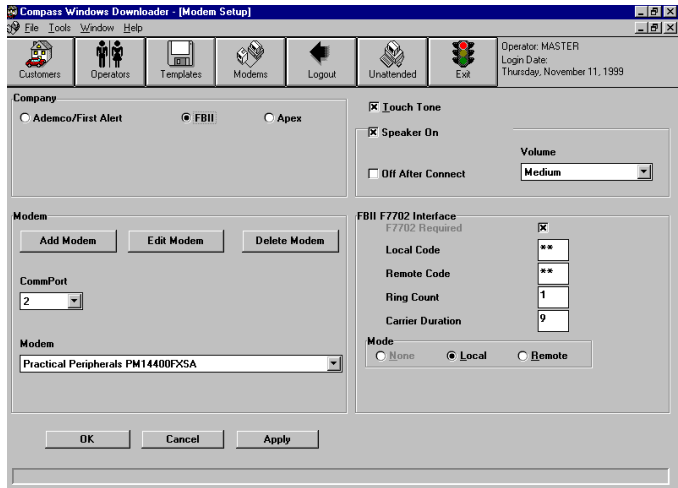 Compass Windows Downloader - [Modem Setup]
File Tools Window Help
Customers Operators Templates Modems Logout Unattended Exit
Operator: MASTER
Login Date:
Thursday, November 11, 1999
Company
Ademco/First Alert FBII Apex
Touch Tone
Speaker On
Volume
Off After Connect Medium
Modem
Add Modem Edit Modem Delete Modem
CommPort
2
Modem
Practical Peripherals PM14400FXSA
FBII F7702 Interface
F7702 Required
Local Code **
Remote Code **
Ring Count 1
Carrier Duration 9
Mode
None Local Remote
OK Cancel Apply